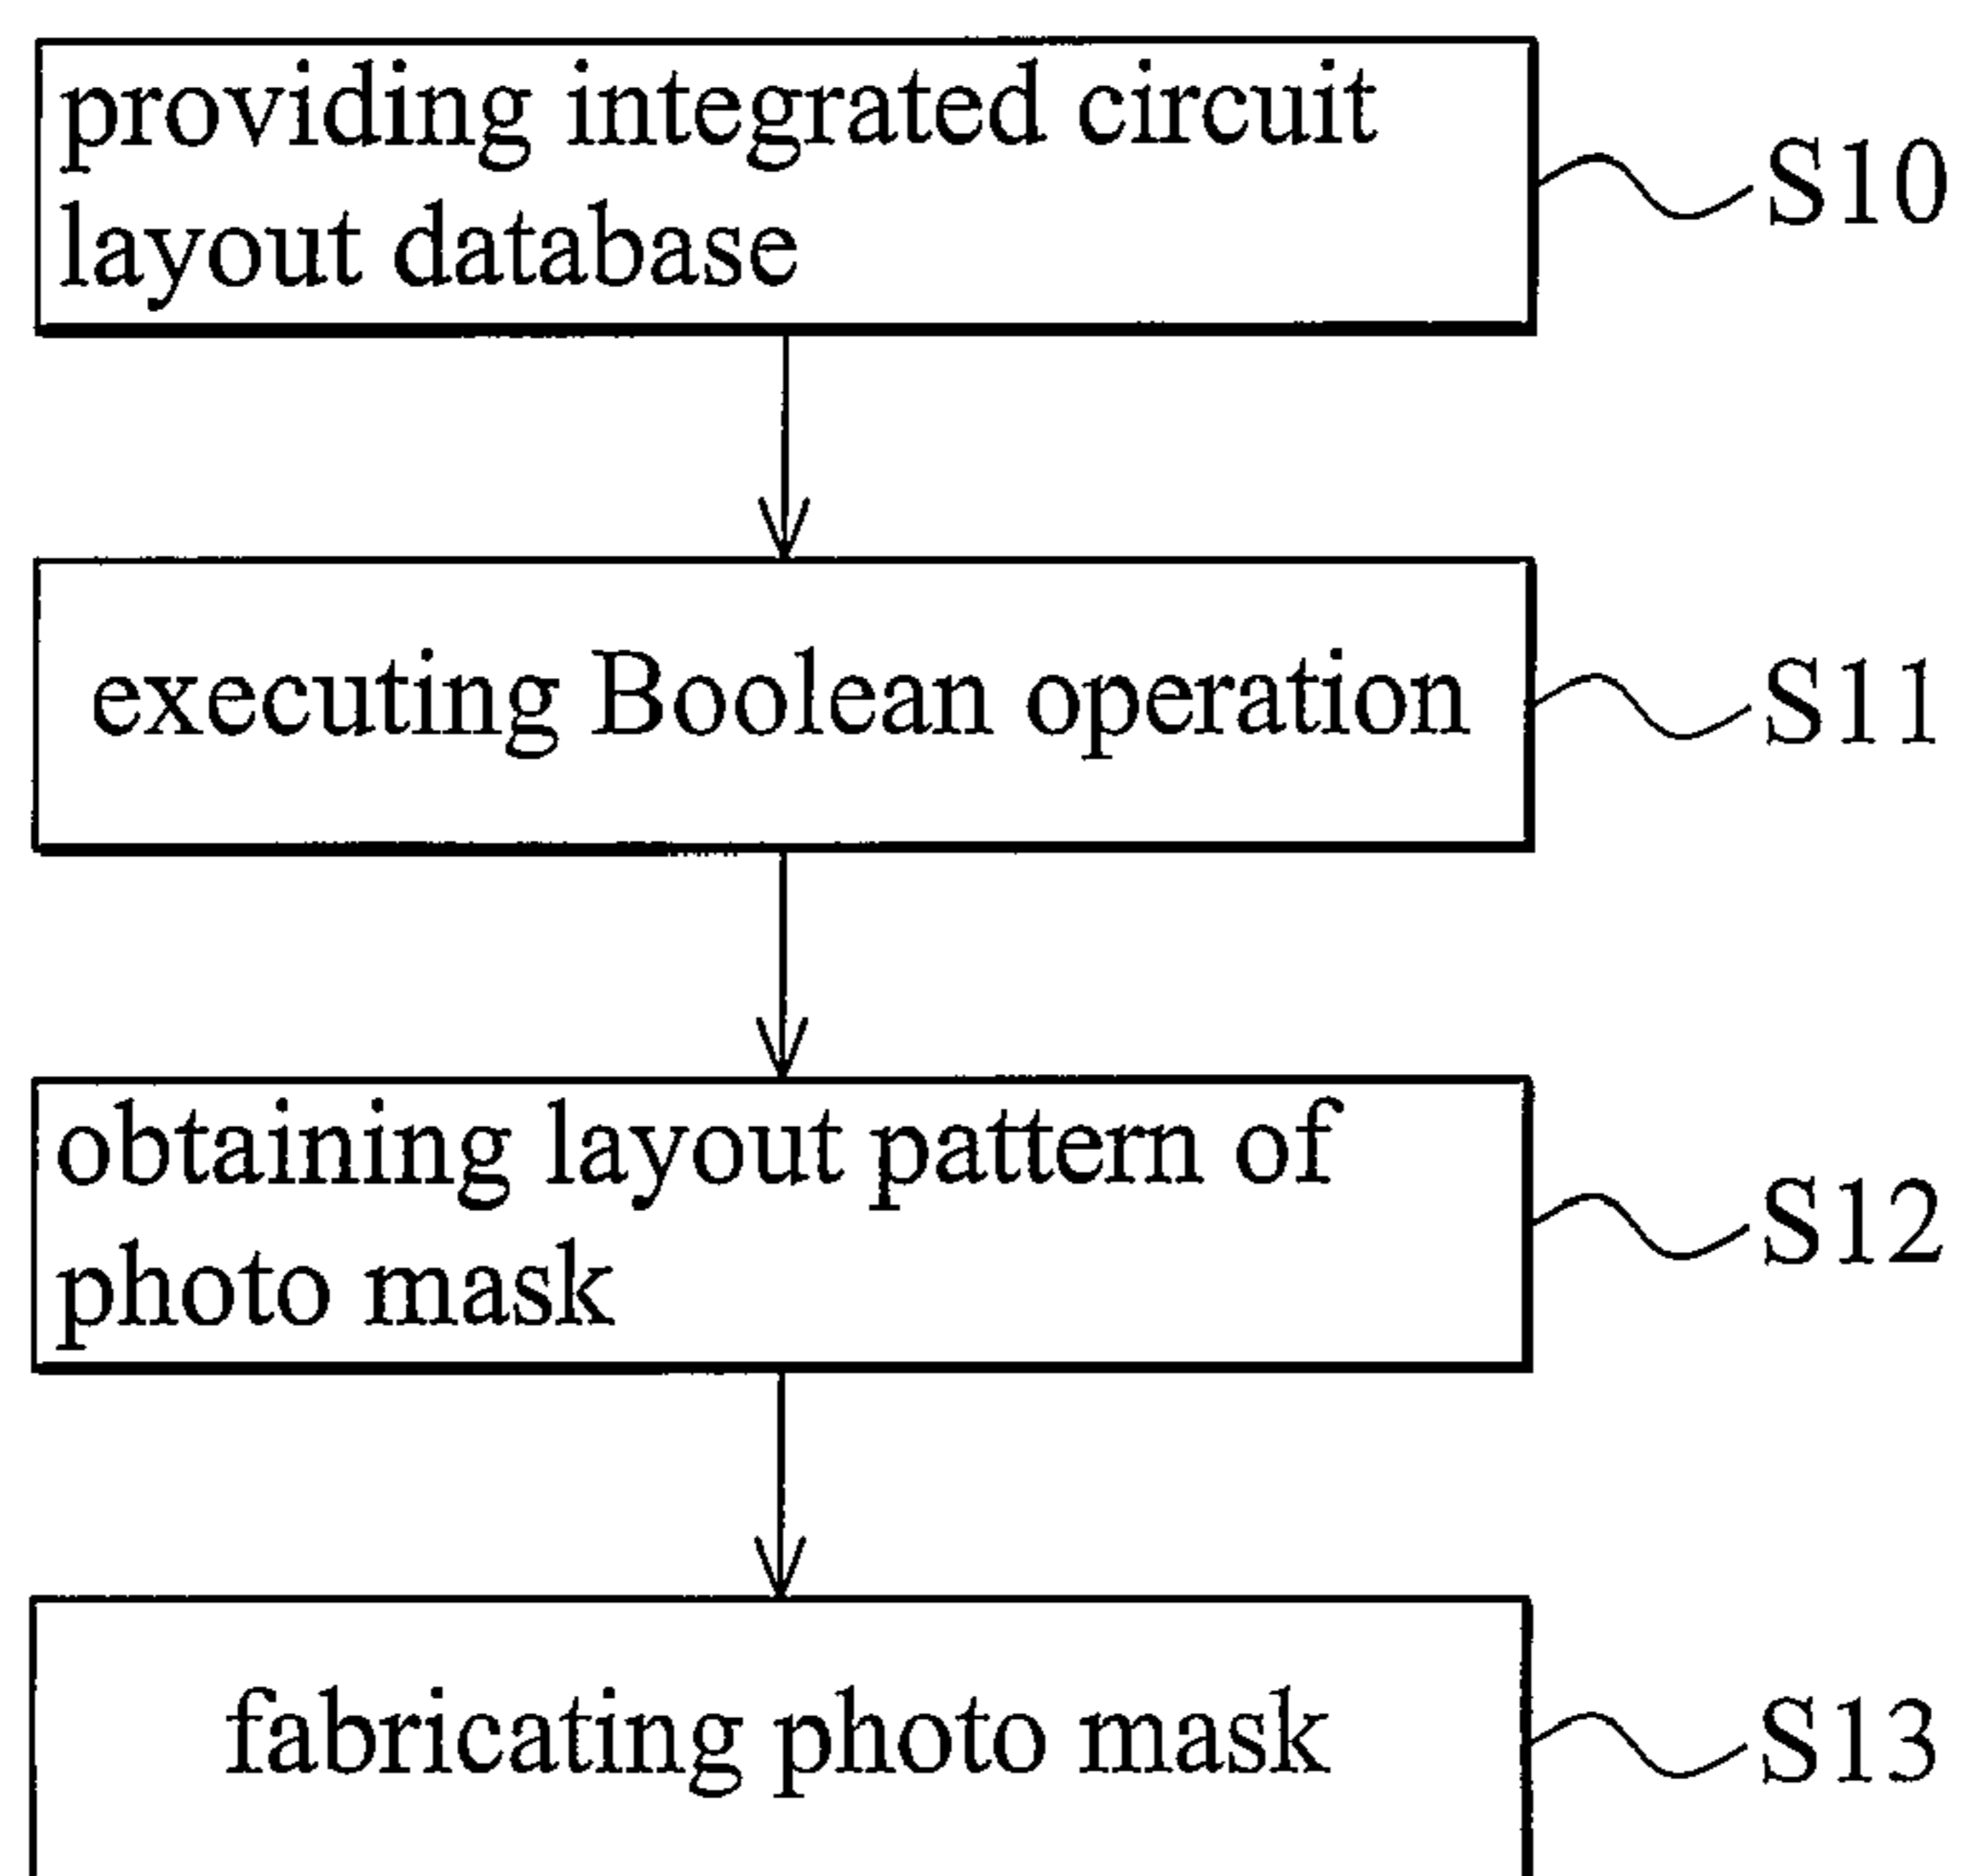 providing integrated circuit
layout database
S10
executing Boolean operation
S11
obtaining layout pattern of
photo mask
S12
fabricating photo mask
S13